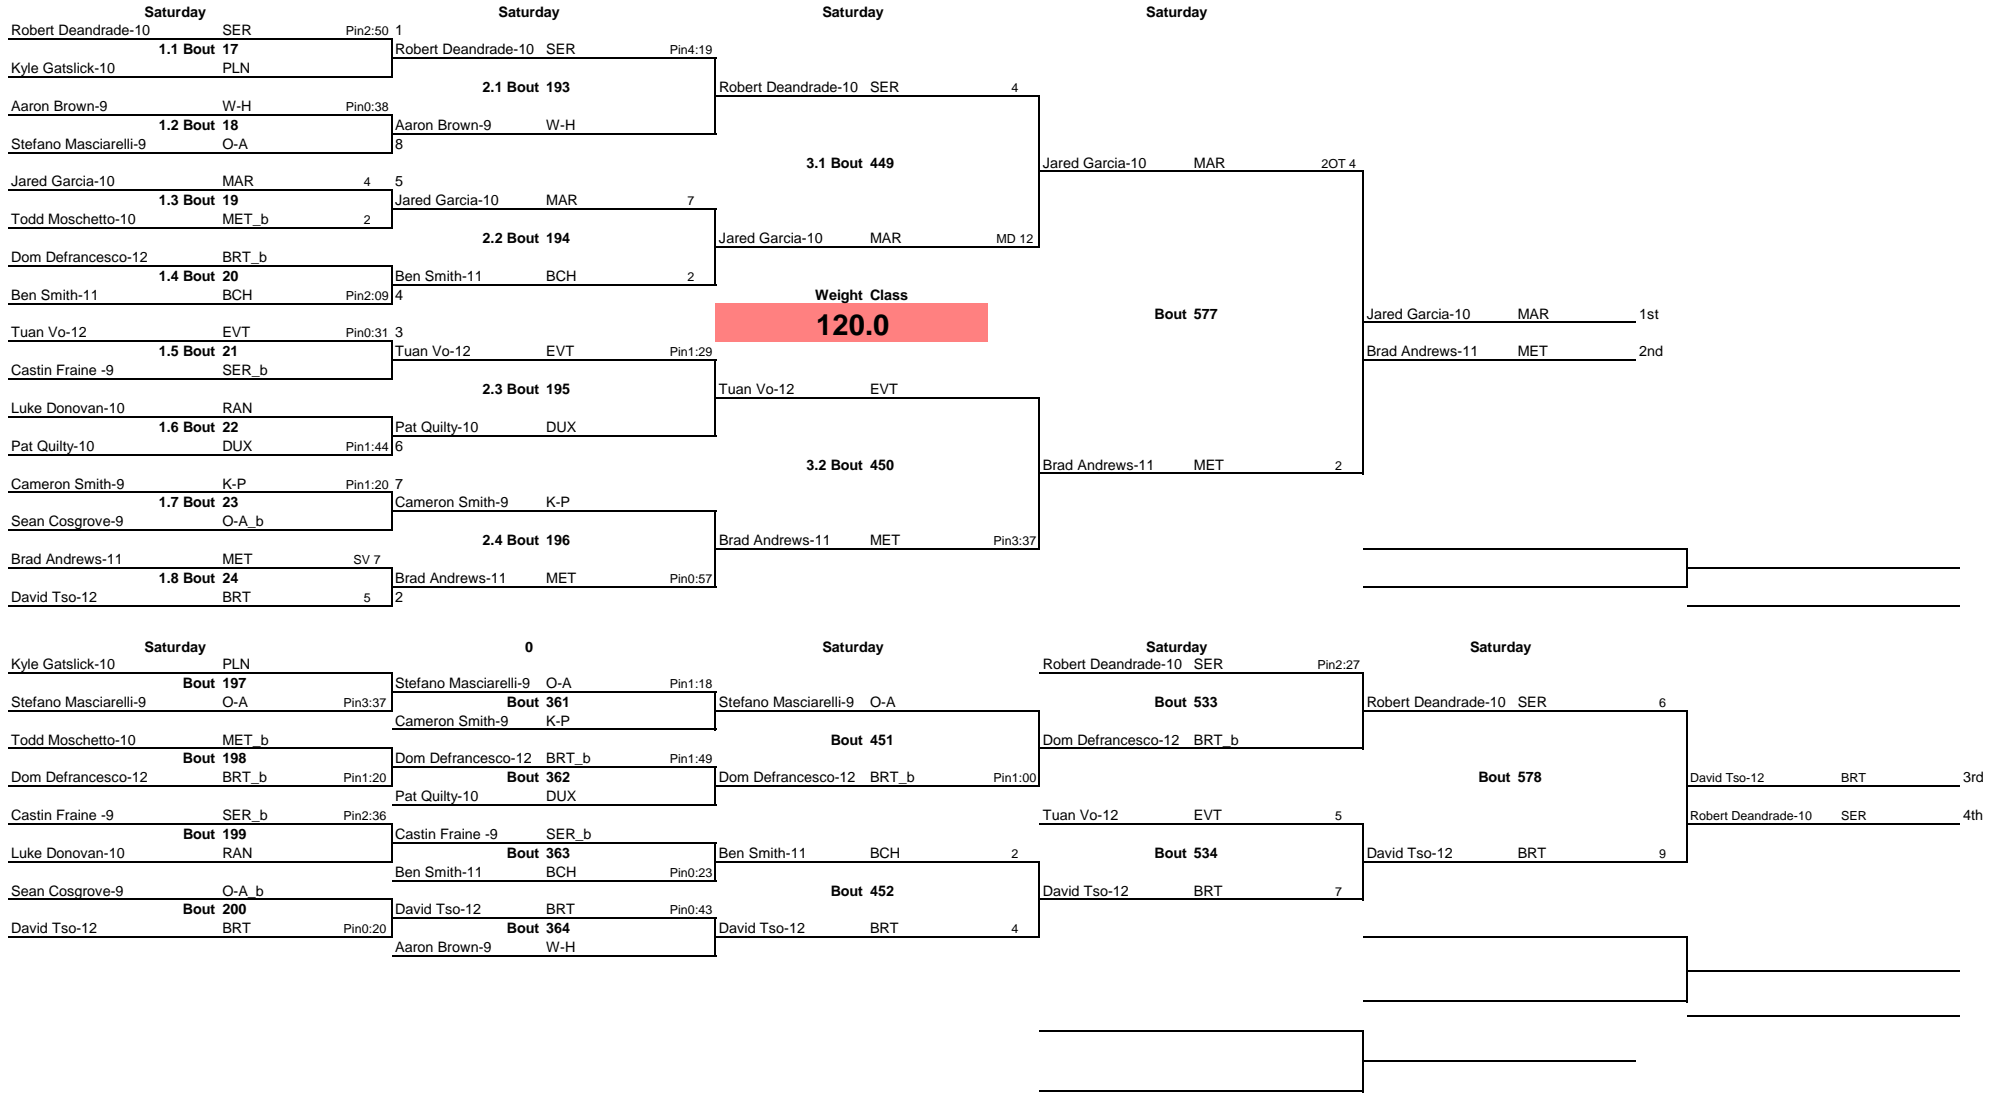 Saturday Saturday Saturday Saturday
Robert Deandrade-10 SER Pin2:50 1
1.1 Bout 17 Robert Deandrade-10 SER Pin4:19
Kyle Gatslick-10 PLN
2.1 Bout 193 Robert Deandrade-10 SER 4
Aaron Brown-9 W-H Pin0:38
1.2 Bout 18 Aaron Brown-9 W-H
Stefano Masciarelli-9 O-A 8
3.1 Bout 449 Jared Garcia-10 MAR 2OT 4
Jared Garcia-10 MAR 4 5
1.3 Bout 19 Jared Garcia-10 MAR 7
Todd Moschetto-10 MET_b 2
2.2 Bout 194 Jared Garcia-10 MAR MD 12
Dom Defrancesco-12 BRT_b
1.4 Bout 20 Ben Smith-11 BCH 2
Ben Smith-11 BCH Pin2:09 4 Weight Class
120.0 Bout 577 Jared Garcia-10 MAR 1st
Tuan Vo-12 EVT Pin0:31 3
1.5 Bout 21 Tuan Vo-12 EVT Pin1:29 Brad Andrews-11 MET 2nd
Castin Fraine -9 SER_b
2.3 Bout 195 Tuan Vo-12 EVT
Luke Donovan-10 RAN
1.6 Bout 22 Pat Quilty-10 DUX
Pat Quilty-10 DUX Pin1:44 6
3.2 Bout 450 Brad Andrews-11 MET 2
Cameron Smith-9 K-P Pin1:20 7
1.7 Bout 23 Cameron Smith-9 K-P
Sean Cosgrove-9 O-A_b
2.4 Bout 196 Brad Andrews-11 MET Pin3:37
Brad Andrews-11 MET SV 7
1.8 Bout 24 Brad Andrews-11 MET Pin0:57
David Tso-12 BRT 5 2
Saturday 0 Saturday Saturday Saturday
Kyle Gatslick-10 PLN Robert Deandrade-10 SER Pin2:27
Bout 197 Stefano Masciarelli-9 O-A Pin1:18
Stefano Masciarelli-9 O-A Pin3:37 Bout 361 Stefano Masciarelli-9 O-A Bout 533 Robert Deandrade-10 SER 6
Cameron Smith-9 K-P
Todd Moschetto-10 MET_b Bout 451 Dom Defrancesco-12 BRT_b
Bout 198 Dom Defrancesco-12 BRT_b Pin1:49
Dom Defrancesco-12 BRT_b Pin1:20 Bout 362 Dom Defrancesco-12 BRT_b Pin1:00 Bout 578 David Tso-12 BRT 3rd
Pat Quilty-10 DUX
Castin Fraine -9 SER_b Pin2:36 Tuan Vo-12 EVT 5 Robert Deandrade-10 SER 4th
Bout 199 Castin Fraine -9 SER_b
Luke Donovan-10 RAN Bout 363 Ben Smith-11 BCH 2 Bout 534 David Tso-12 BRT 9
Ben Smith-11 BCH Pin0:23
Sean Cosgrove-9 O-A_b Bout 452 David Tso-12 BRT 7
Bout 200 David Tso-12 BRT Pin0:43
David Tso-12 BRT Pin0:20 Bout 364 David Tso-12 BRT 4
Aaron Brown-9 W-H